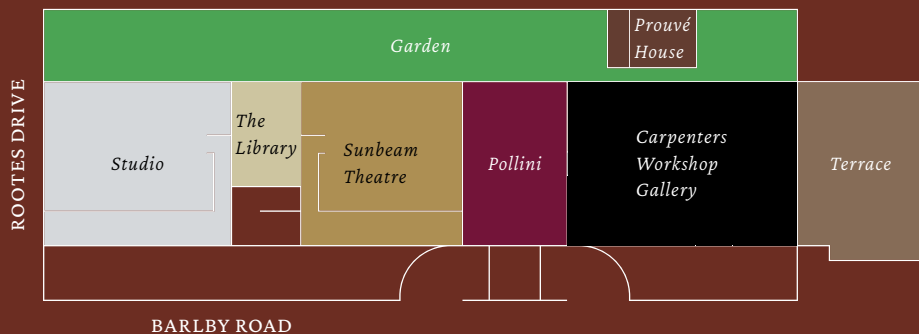 Garden
Prouvé
House
ROOTES DRIVE
Studio
The
Library
Sunbeam
Theatre
Pollini
Carpenters
Workshop
Gallery
Terrace
BARLBY ROAD